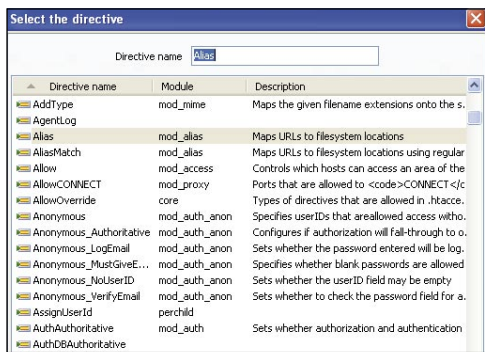 Select the directive
Directive name Alias
Directive name Module Description
AddType mod_mime Maps the given filename extensions onto the s.
AgentLog
Alias mod_alias Maps URLs to filesystem locations
AliasMatch mod_alias Maps URLs to filesystem locations using regular
Allow mod_access Controls which hosts can access an area of the
AllowCONNECT mod_proxy Ports that are allowed to <code>CONNECT</c
AllowOverride core Types of directives that are allowed in .htacce.
Anonymous mod_auth_anon Specifies userIDs that areallowed access witho.
Anonymous_Authoritative mod_auth_anon Configures if authorization will fall-through to o.
Anonymous_LogEmail mod_auth_anon Sets whether the password entered will be log.
Anonymous_MustGiveE... mod_auth_anon Specifies whether blank passwords are allowed
Anonymous_NoUserID mod_auth_anon Sets whether the userID field may be empty
Anonymous_VerifyEmail mod_auth_anon Sets whether to check the password field for a.
AssignUserId perchild
AuthAuthoritative mod_auth Sets whether authorization and authentication
AuthDBAuthoritative